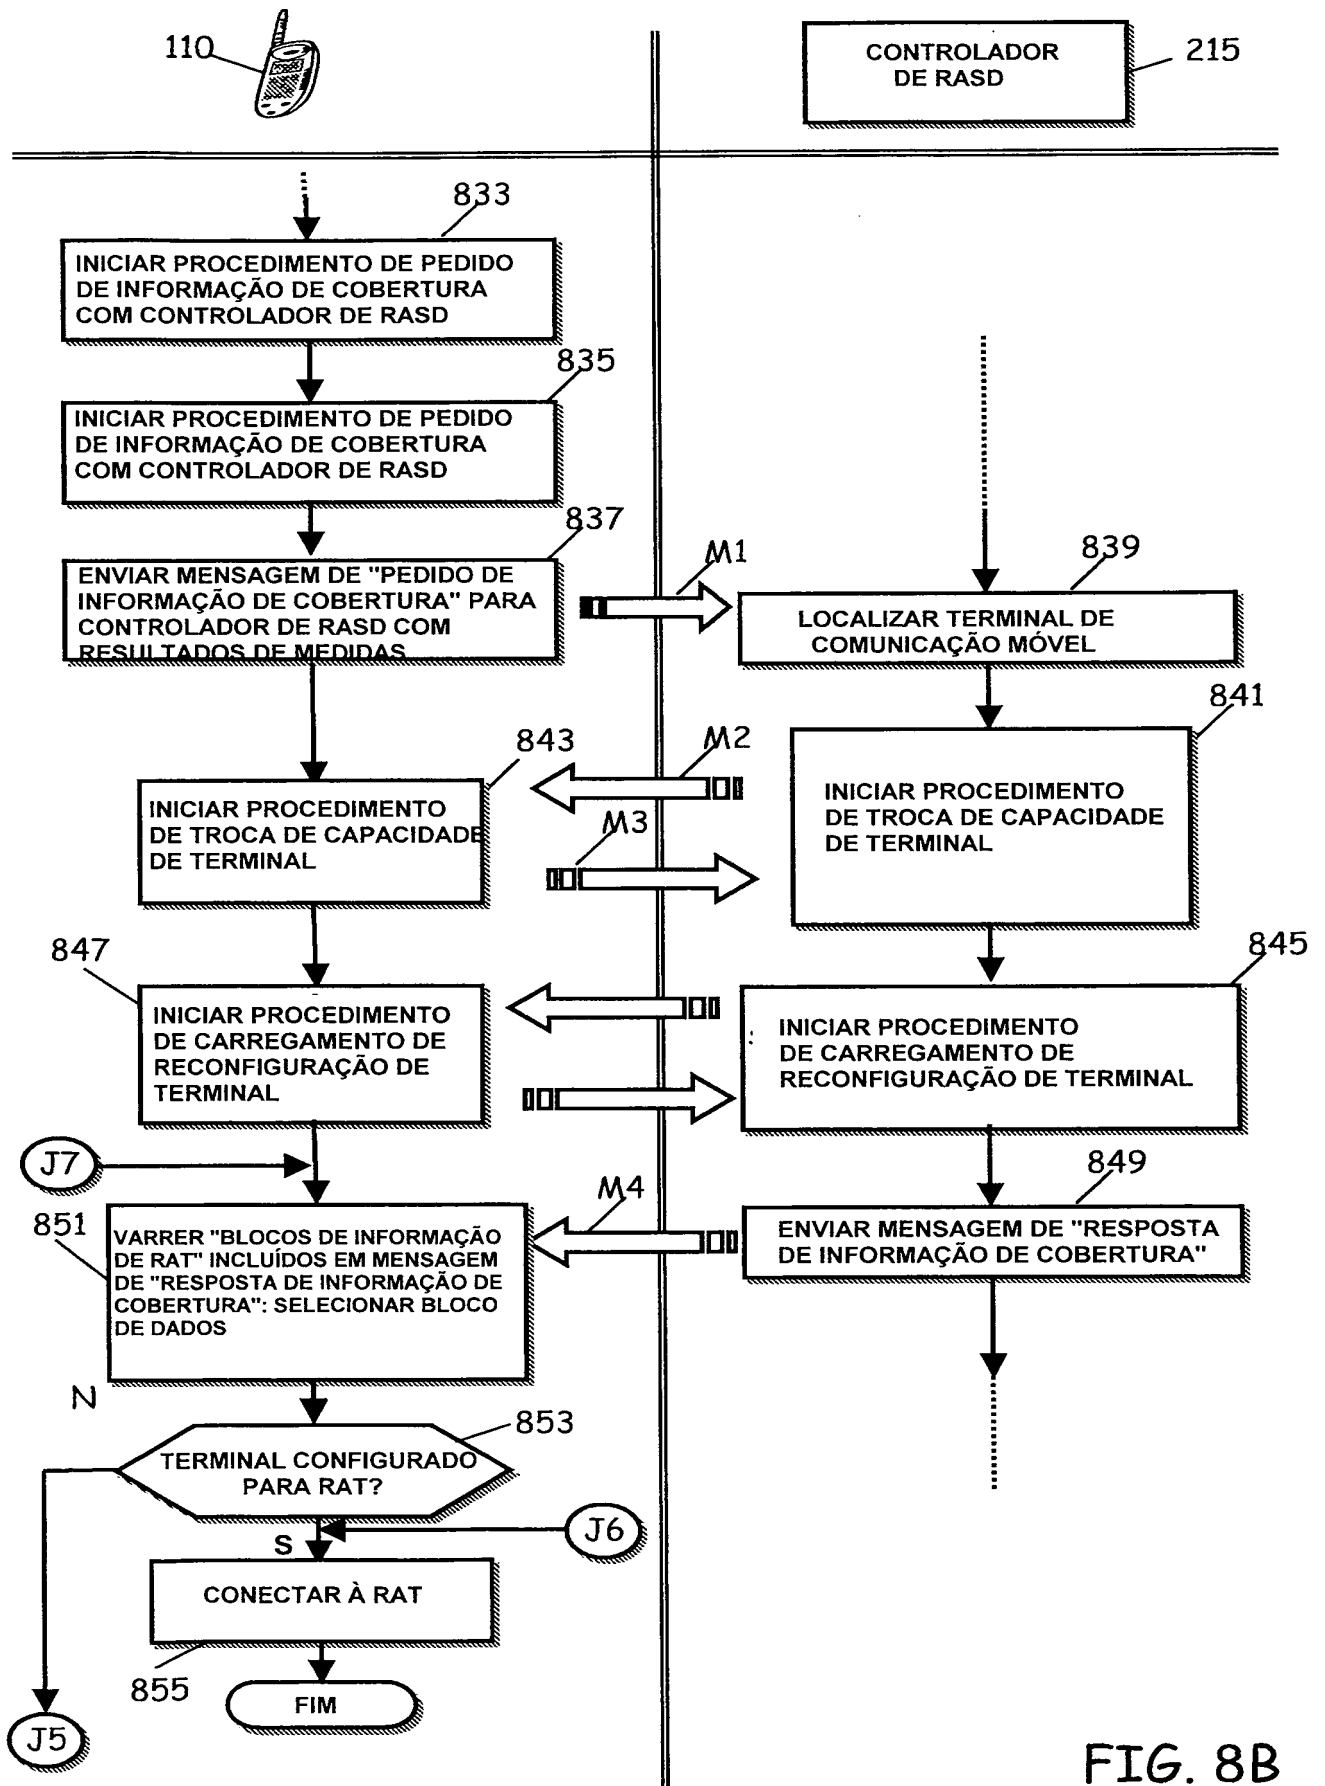 110
CONTROLADOR
DE RASD
215
833
INICIAR PROCEDIMENTO DE PEDIDO
DE INFORMAÇÃO DE COBERTURA
COM CONTROLADOR DE RASD
835
INICIAR PROCEDIMENTO DE PEDIDO
DE INFORMAÇÃO DE COBERTURA
COM CONTROLADOR DE RASD
837
ENVIAR MENSAGEM DE "PEDIDO DE
INFORMAÇÃO DE COBERTURA" PARA
CONTROLADOR DE RASD COM
RESULTADOS DE MEDIDAS
M1
839
LOCALIZAR TERMINAL DE
COMUNICAÇÃO MÓVEL
841
843
M2
INICIAR PROCEDIMENTO
DE TROCA DE CAPACIDADE
DE TERMINAL
M3
INICIAR PROCEDIMENTO
DE TROCA DE CAPACIDADE
DE TERMINAL
847
845
INICIAR PROCEDIMENTO
DE CARREGAMENTO DE
RECONFIGURAÇÃO DE
TERMINAL
INICIAR PROCEDIMENTO
DE CARREGAMENTO DE
RECONFIGURAÇÃO DE TERMINAL
J7
849
M4
851
VARRER "BLOCOS DE INFORMAÇÃO
DE RAT" INCLUÍDOS EM MENSAGEM
DE "RESPOSTA DE INFORMAÇÃO DE
COBERTURA": SELECIONAR BLOCO
DE DADOS
ENVIAR MENSAGEM DE "RESPOSTA
DE INFORMAÇÃO DE COBERTURA"
N
853
TERMINAL CONFIGURADO
PARA RAT?
J6
S
CONECTAR À RAT
855
FIM
J5
FIG. 8B